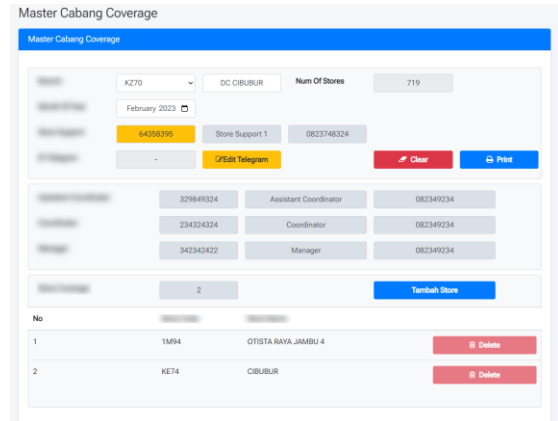 Master Cabang Coverage
Master Cabang Coverage
KZ70 DC CIBUBUR Num Of Stores 719
February 2023
64358395 Store Support 1 0823748324
- Edit Telegram Clear Print
329849324 Assistant Coordinator 082349234
234324324 Coordinator 082349234
342342422 Manager 082349234
2 Tambah Store
No
1 1M94 OTISTA RAYA JAMBU 4 Delete
2 KE74 CIBUBUR Delete